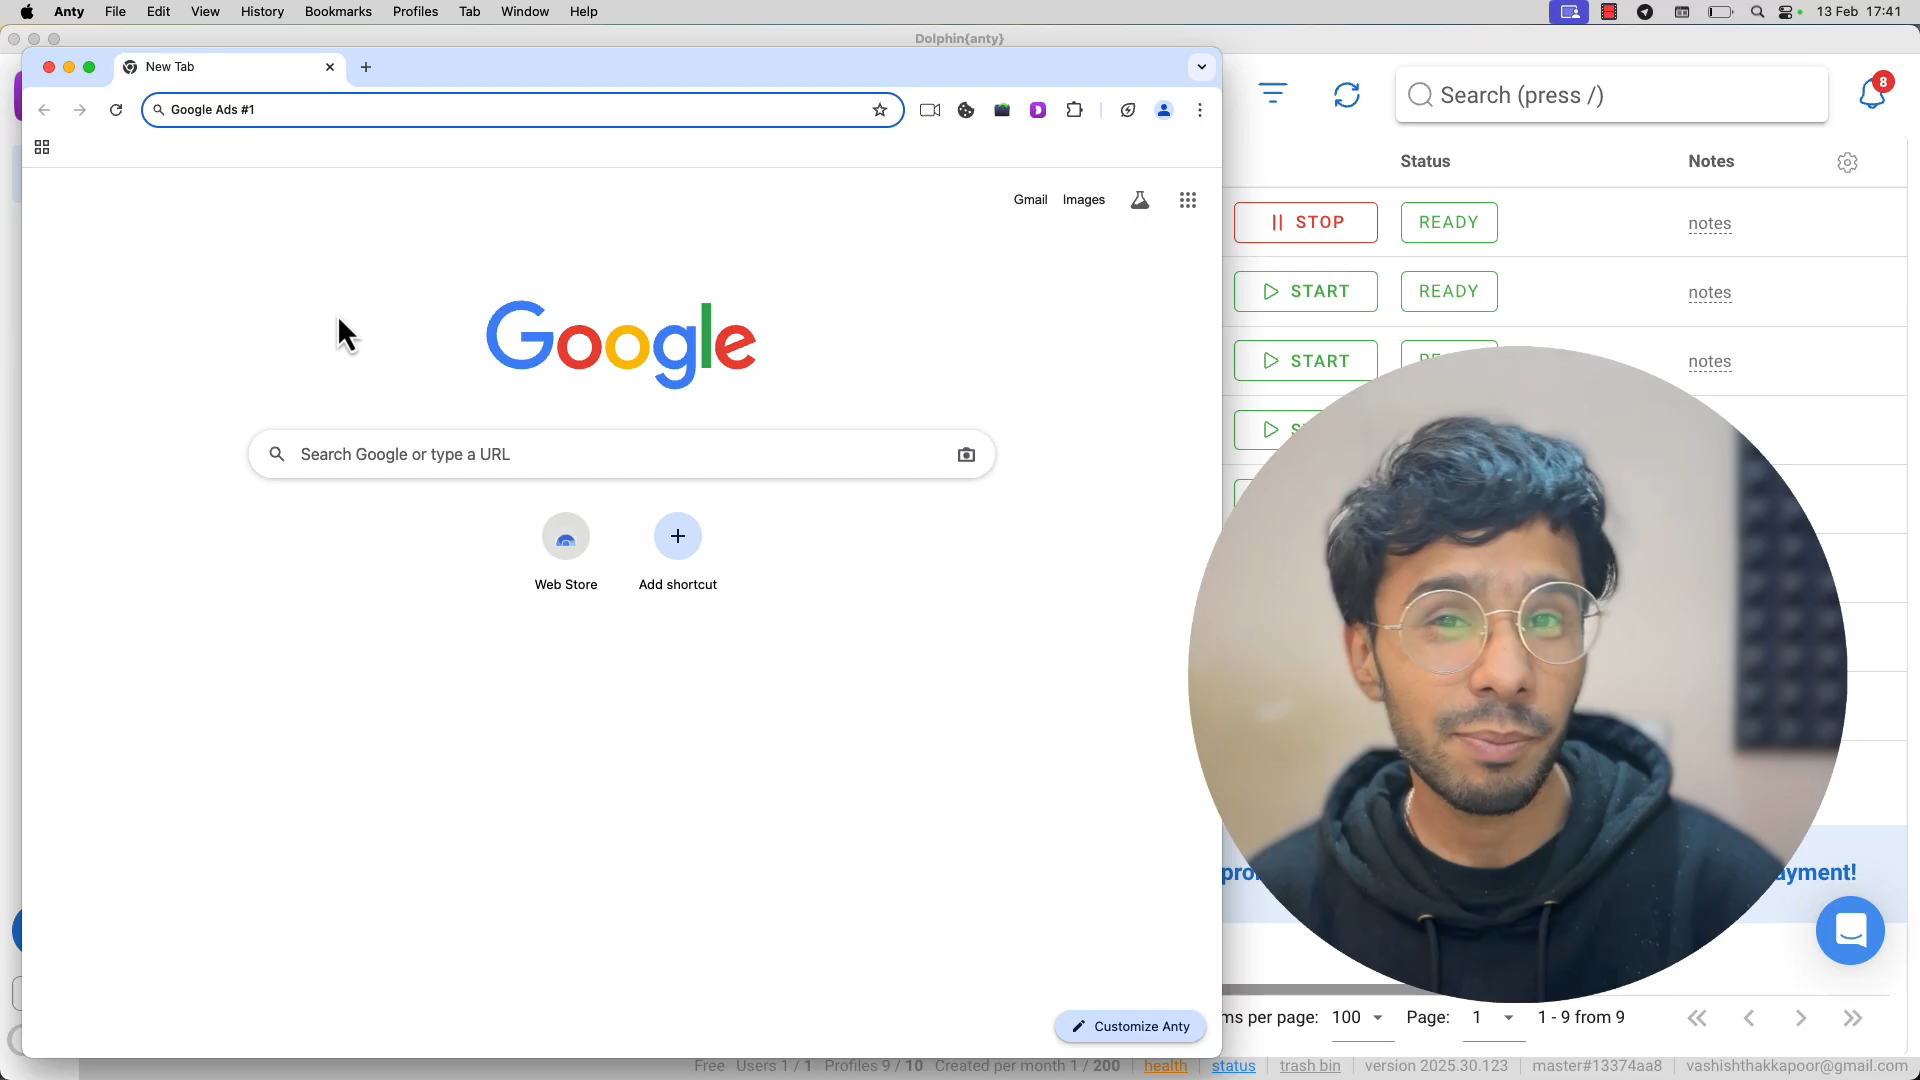 Anty File Edit View History Bookmarks Profiles Tab Window Help
13 Feb 17:41
Dolphin{anty}
New Tab
Google Ads #1
Search (press /)
8
Gmail Images
Status Notes
STOP READY notes
START READY notes
START notes
Google
Search Google or type a URL
Web Store Add shortcut
ayment!
Customize Anty
ms per page: 100 Page: 1 1 - 9 from 9
Free Users 1 / 1 Profiles 9 / 10 Created per month 1 / 200 health status trash bin version 2025.30.123 master#13374aa8 vashishthakkapoor@gmail.com